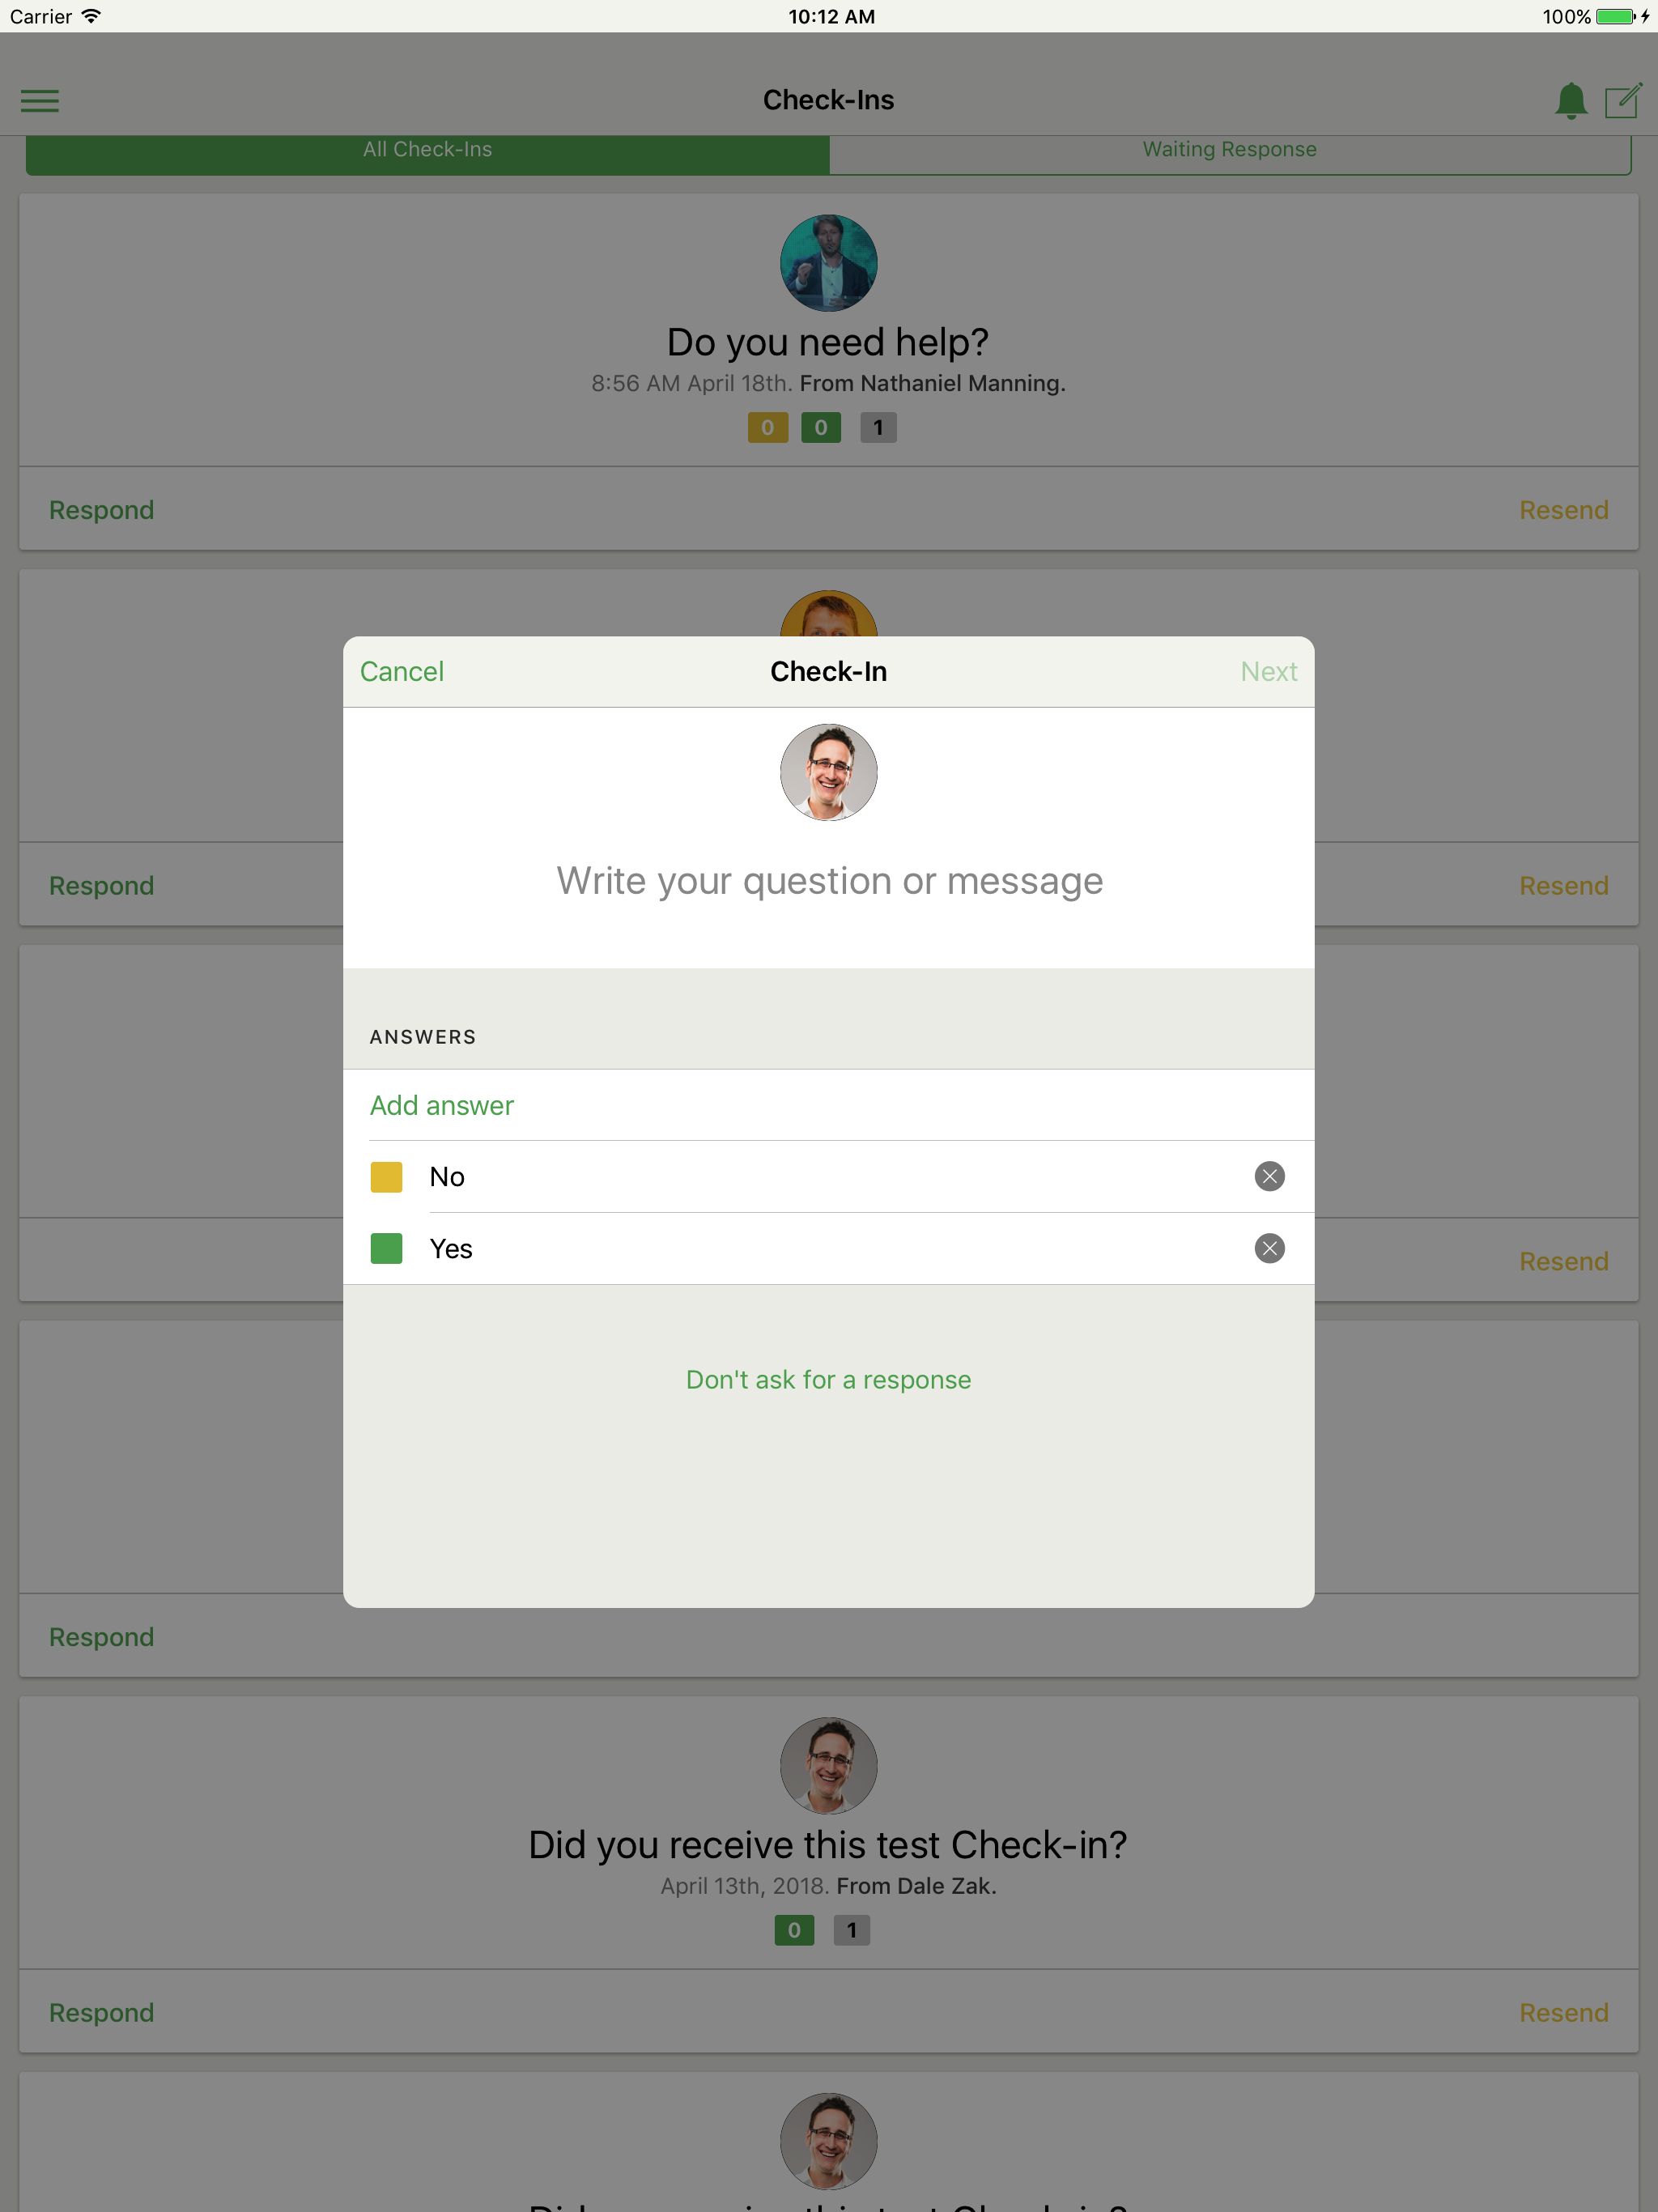 Carrier 10:12 AM 100%
Check-Ins
All Check-Ins Waiting Response
Do you need help?
8:56 AM April 18th. From Nathaniel Manning.
0 0 1
Respond Resend
Cancel Check-In Next
Write your question or message
Respond Resend
ANSWERS
Add answer
No
Yes
Resend
Don't ask for a response
Respond
Did you receive this test Check-in?
April 13th, 2018. From Dale Zak.
0 1
Respond Resend